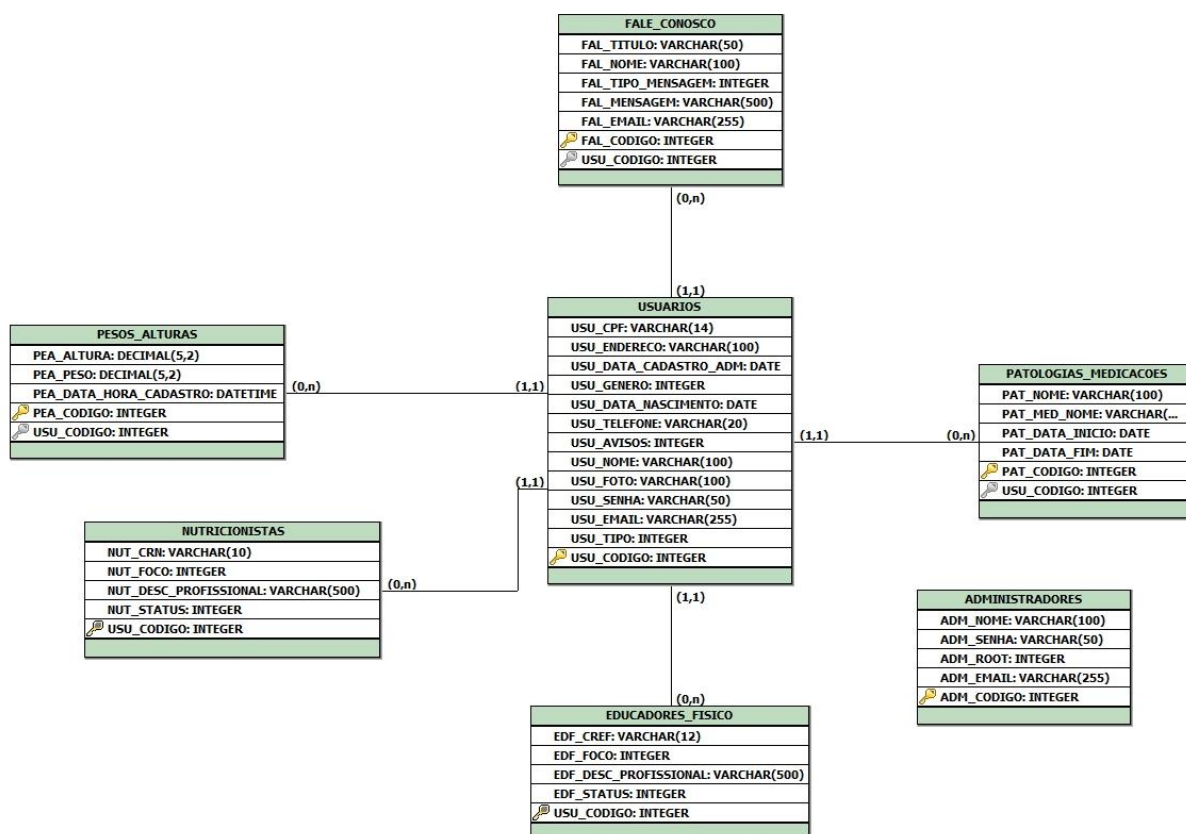 FALE_CONOSCO
FAL_TITULO: VARCHAR(50)
FAL_NOME: VARCHAR(100)
FAL_TIPO_MENSAGEM: INTEGER
FAL_MENSAGEM: VARCHAR(500)
FAL_EMAIL: VARCHAR(255)
FAL_CODIGO: INTEGER
USU_CODIGO: INTEGER
(0,n)
(1,1)
USUARIOS
USU_CPF: VARCHAR(14)
USU_ENDERECO: VARCHAR(100)
USU_DATA_CADASTRO_ADM: DATE
USU_GENERO: INTEGER
USU_DATA_NASCIMENTO: DATE
USU_TELEFONE: VARCHAR(20)
USU_AVISOS: INTEGER
USU_NOME: VARCHAR(100)
USU_FOTO: VARCHAR(100)
USU_SENHA: VARCHAR(50)
USU_EMAIL: VARCHAR(255)
USU_TIPO: INTEGER
USU_CODIGO: INTEGER
PESOS_ALTURAS
PEA_ALTURA: DECIMAL(5,2)
PEA_PESO: DECIMAL(5,2)
PEA_DATA_HORA_CADASTRO: DATETIME
PEA_CODIGO: INTEGER
USU_CODIGO: INTEGER
(0,n)
(1,1)
PATOLOGIAS_MEDICACOES
PAT_NOME: VARCHAR(100)
PAT_MED_NOME: VARCHAR(...
PAT_DATA_INICIO: DATE
PAT_DATA_FIM: DATE
PAT_CODIGO: INTEGER
USU_CODIGO: INTEGER
(1,1)
(0,n)
NUTRICIONISTAS
NUT_CRN: VARCHAR(10)
NUT_FOCO: INTEGER
NUT_DESC_PROFISSIONAL: VARCHAR(500)
NUT_STATUS: INTEGER
USU_CODIGO: INTEGER
(1,1)
(0,n)
ADMINISTRADORES
ADM_NOME: VARCHAR(100)
ADM_SENHA: VARCHAR(50)
ADM_ROOT: INTEGER
ADM_EMAIL: VARCHAR(255)
ADM_CODIGO: INTEGER
(1,1)
(0,n)
EDUCADORES_FISICO
EDF_CREF: VARCHAR(12)
EDF_FOCO: INTEGER
EDF_DESC_PROFISSIONAL: VARCHAR(500)
EDF_STATUS: INTEGER
USU_CODIGO: INTEGER